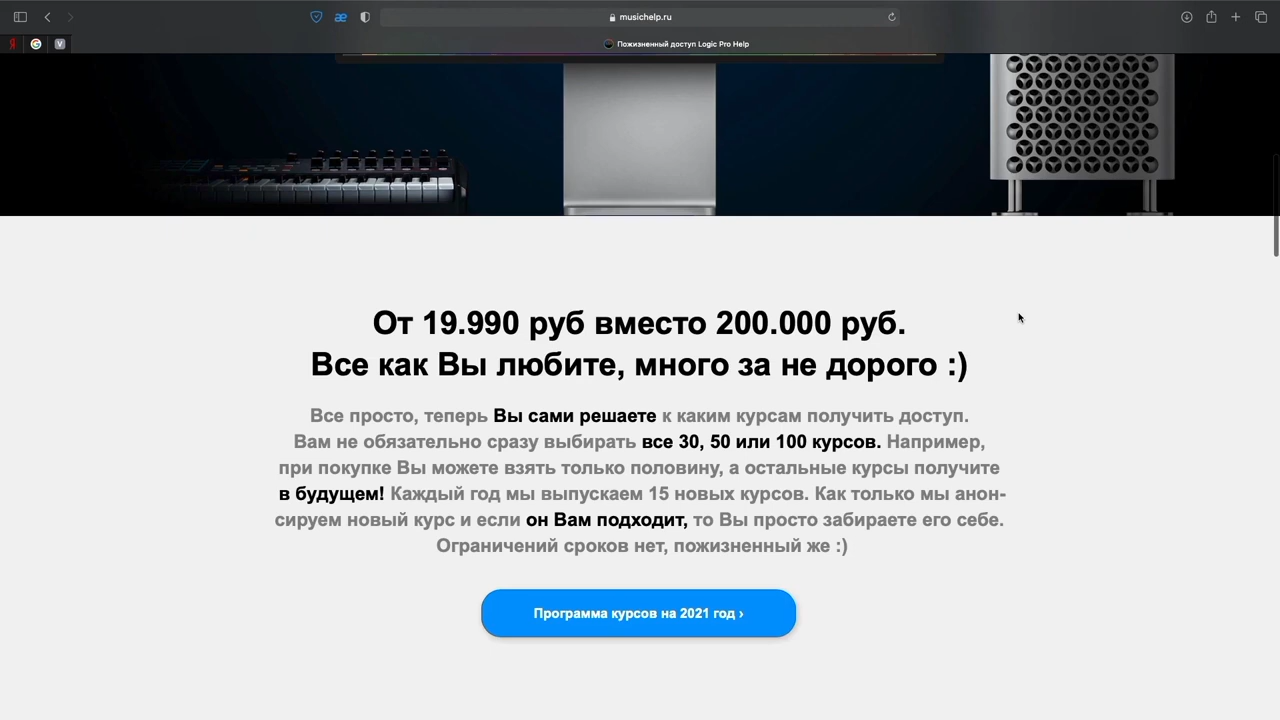 musichelp.ru
Я
G
V
Пожизненный доступ Logic Pro Help
От 19.990 руб вместо 200.000 руб.
Все как Вы любите, много за не дорого :)
Все просто, теперь Вы сами решаете к каким курсам получить доступ.
Вам не обязательно сразу выбирать все 30, 50 или 100 курсов. Например,
при покупке Вы можете взять только половину, а остальные курсы получите
в будущем! Каждый год мы выпускаем 15 новых курсов. Как только мы анон-
сируем новый курс и если он Вам подходит, то Вы просто забираете его себе.
Ограничений сроков нет, пожизненный же :)
Программа курсов на 2021 год ›